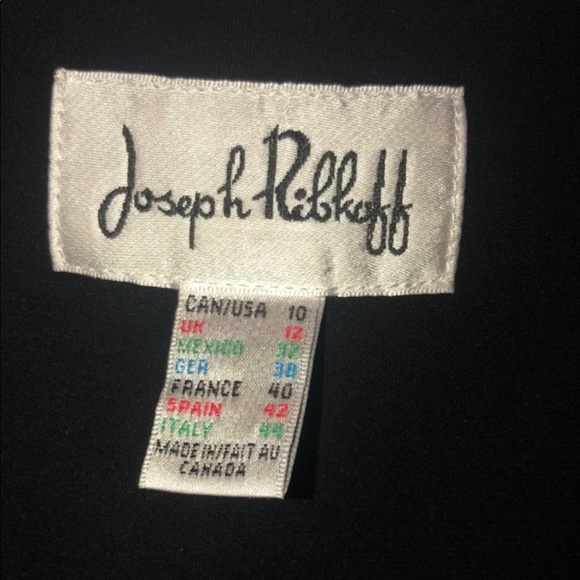 Joseph Ribkoff
CAN/USA 10
UK 12
MEXICO 32
GER 38
FRANCE 40
SPAIN 42
ITALY 44
MADE IN/FAIT AU
CANADA